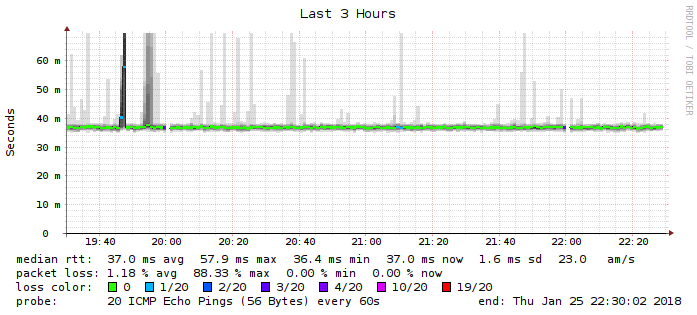 Last 3 Hours
RRDTOOL / TOBI OETIKER
Seconds
60 m
50 m
40 m
30 m
20 m
10 m
0
19:40 20:00 20:20 20:40 21:00 21:20 21:40 22:00 22:20
median rtt: 37.0 ms avg 57.9 ms max 36.4 ms min 37.0 ms now 1.6 ms sd 23.0 am/s
packet loss: 1.18 % avg 88.33 % max 0.00 % min 0.00 % now
loss color: 0 1/20 2/20 3/20 4/20 10/20 19/20
probe: 20 ICMP Echo Pings (56 Bytes) every 60s end: Thu Jan 25 22:30:02 2018